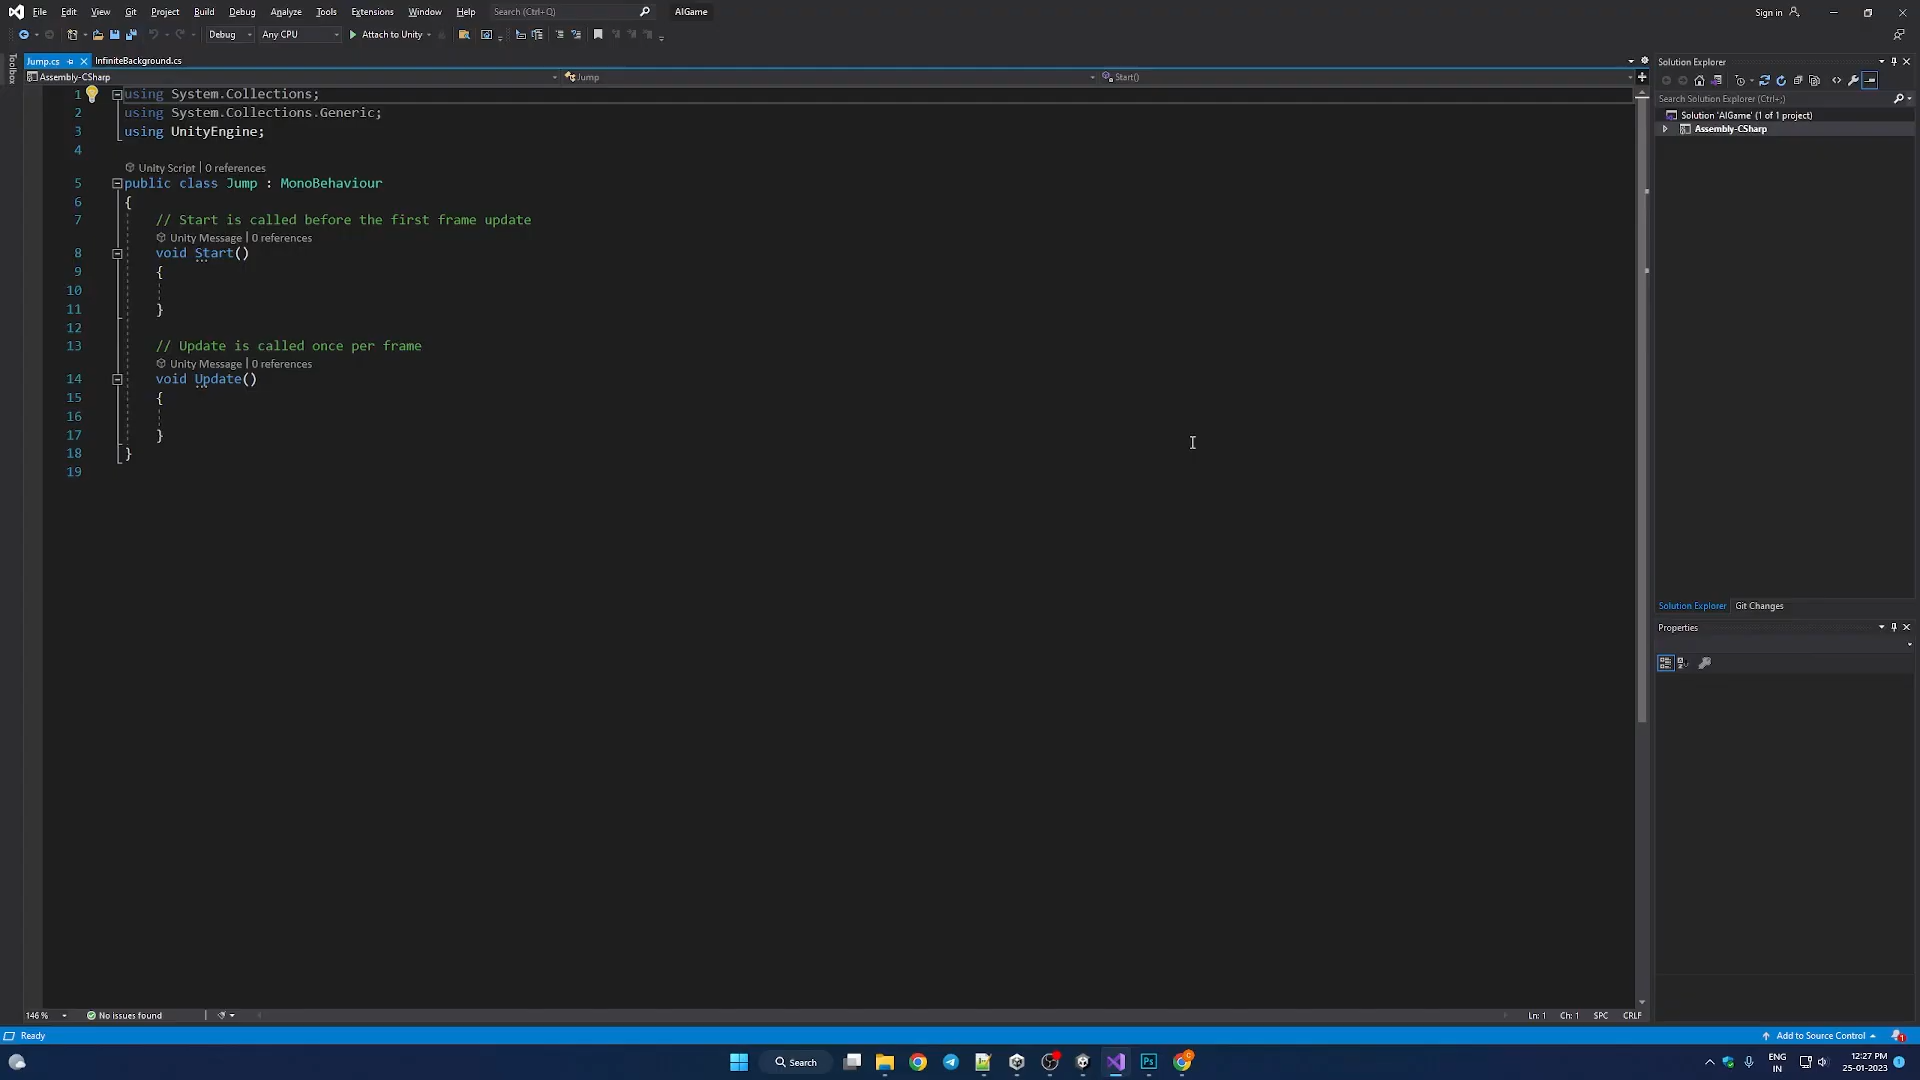 File Edit View Git Project Build Debug Analyze Tools Extensions Window Help Search (Ctrl+Q) AIGame Sign in
Debug Any CPU Attach to Unity
Toolbox
Jump.cs InfiniteBackground.cs
Assembly-CSharp Jump Start()
1 using System.Collections;
2 using System.Collections.Generic;
3 using UnityEngine;
4
Unity Script | 0 references
5 public class Jump : MonoBehaviour
6 {
7 // Start is called before the first frame update
Unity Message | 0 references
8 void Start()
9 {
10
11 }
12
13 // Update is called once per frame
Unity Message | 0 references
14 void Update()
15 {
16
17 }
18 }
19
146 % No issues found Ln: 1 Ch: 1 SPC CRLF
Solution Explorer
Search Solution Explorer (Ctrl+;)
Solution 'AIGame' (1 of 1 project)
Assembly-CSharp
Solution Explorer Git Changes
Properties
Ready Add to Source Control 1
Search Ps C ENG IN 12:27 PM 25-01-2023 1